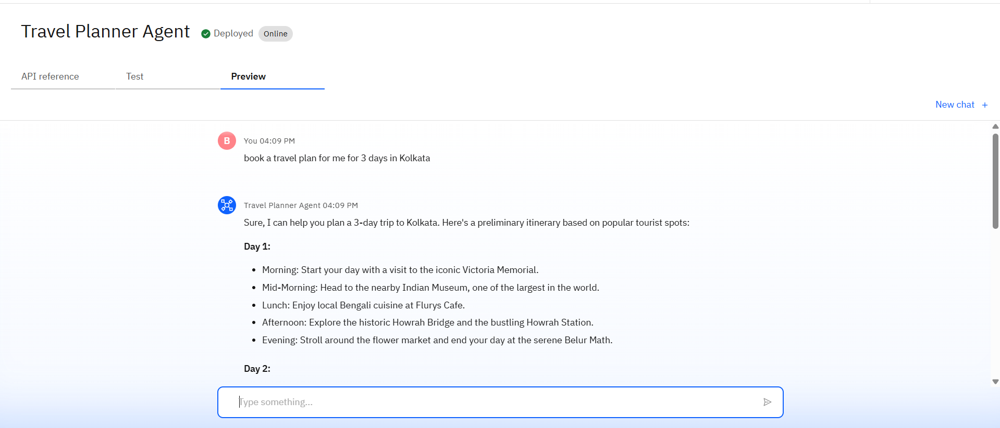 Travel Planner Agent Deployed Online
API reference Test Preview
New chat +
B You 04:09 PM
book a travel plan for me for 3 days in Kolkata
Travel Planner Agent 04:09 PM
Sure, I can help you plan a 3-day trip to Kolkata. Here's a preliminary itinerary based on popular tourist spots:
Day 1:
• Morning: Start your day with a visit to the iconic Victoria Memorial.
• Mid-Morning: Head to the nearby Indian Museum, one of the largest in the world.
• Lunch: Enjoy local Bengali cuisine at Flurys Cafe.
• Afternoon: Explore the historic Howrah Bridge and the bustling Howrah Station.
• Evening: Stroll around the flower market and end your day at the serene Belur Math.
Day 2:
Type something...